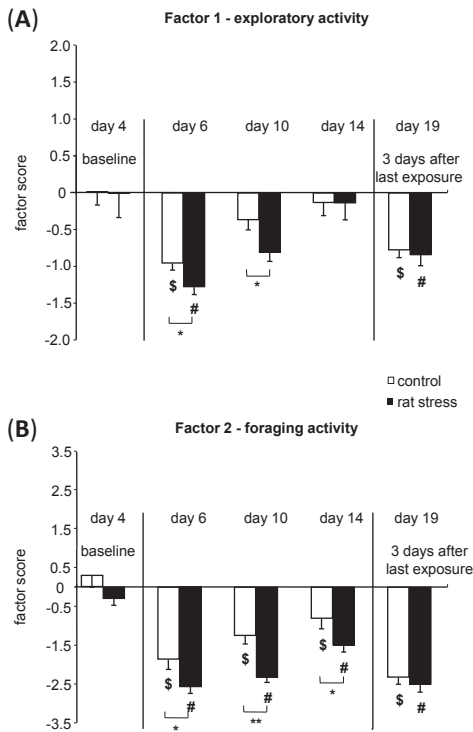 (A)
Factor 1 - exploratory activity
2.0
1.5
1.0
0.5
0
-0.5
-1.0
-1.5
-2.0
factor score
day 4
day 6
day 10
day 14
day 19
baseline
3 days after
last exposure
$
#
*
*
$
#
control
rat stress
(B)
Factor 2 - foraging activity
3.5
2.5
1.5
0.5
0
-0.5
-1.5
-2.5
-3.5
factor score
day 4
day 6
day 10
day 14
day 19
baseline
3 days after
last exposure
$
#
*
$
#
**
$
#
*
$
#